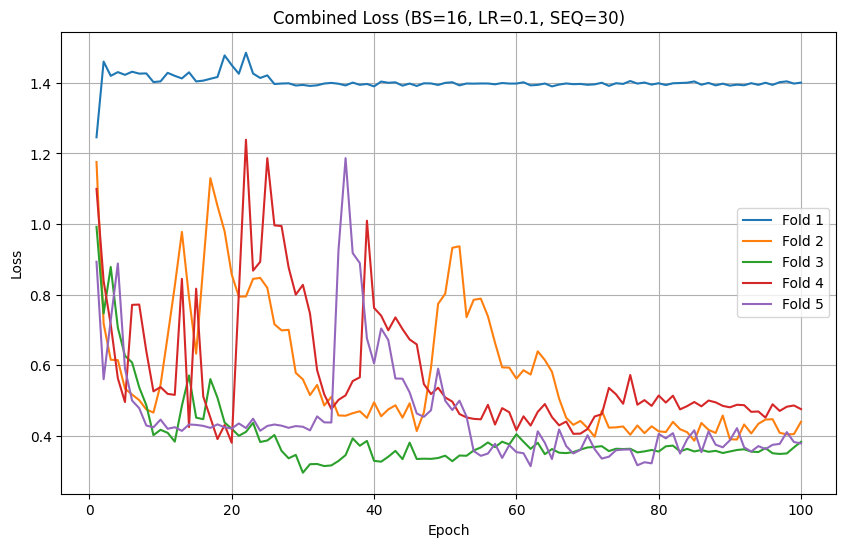 Combined Loss (BS=16, LR=0.1, SEQ=30)
Loss
1.4
1.2
1.0
0.8
0.6
0.4
Fold 1
Fold 2
Fold 3
Fold 4
Fold 5
0 20 40 60 80 100
Epoch